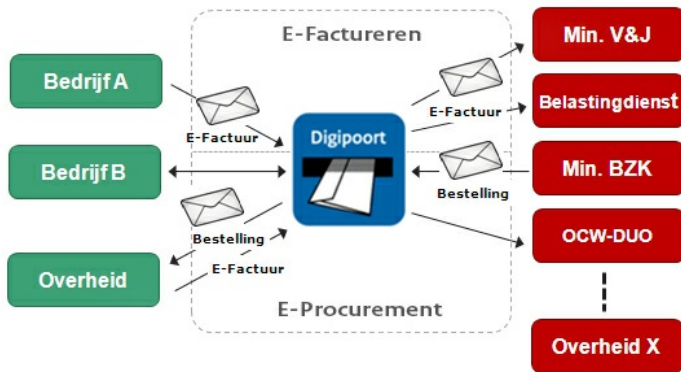 E-Factureren
Min. V&J
Bedrijf A
E-Factuur
E-Factuur
Belastingdienst
Digipoort
Bedrijf B
Min. BZK
Bestelling
Bestelling
OCW-DUO
Overheid
E-Factuur
E-Procurement
Overheid X